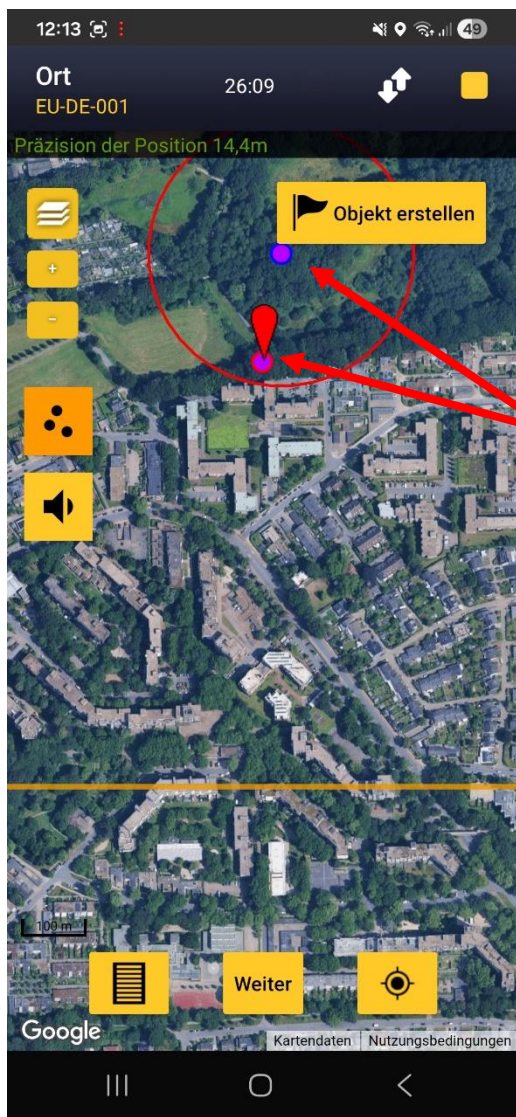 12:13
49
Ort
EU-DE-001
26:09
Präzision der Position 14,4m
Objekt erstellen
+
-
100 m
Weiter
Google
Kartendaten
Nutzungsbedingungen